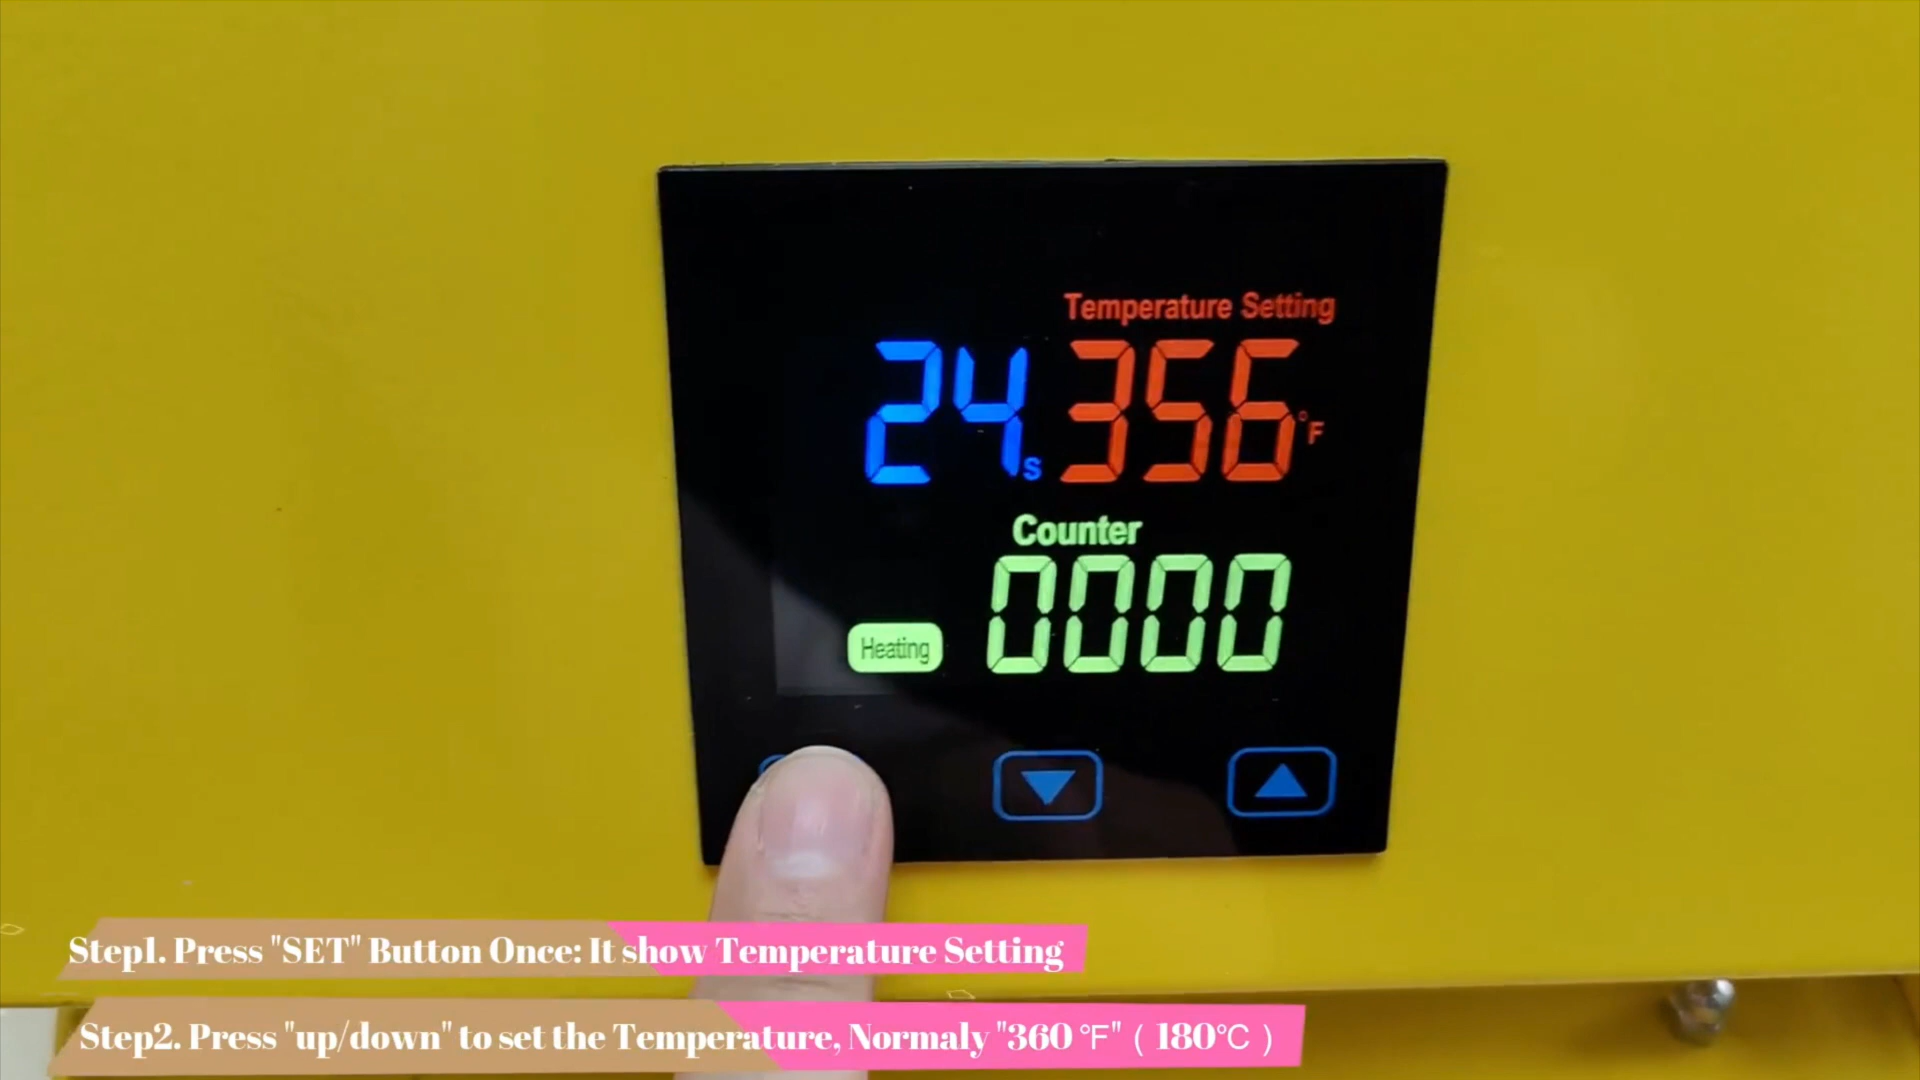 Temperature Setting
24s 356°F
Counter
0000
Heating
Step1. Press "SET" Button Once: It show Temperature Setting
Step2. Press "up/down" to set the Temperature, Normaly "360℉" ( 180℃ )